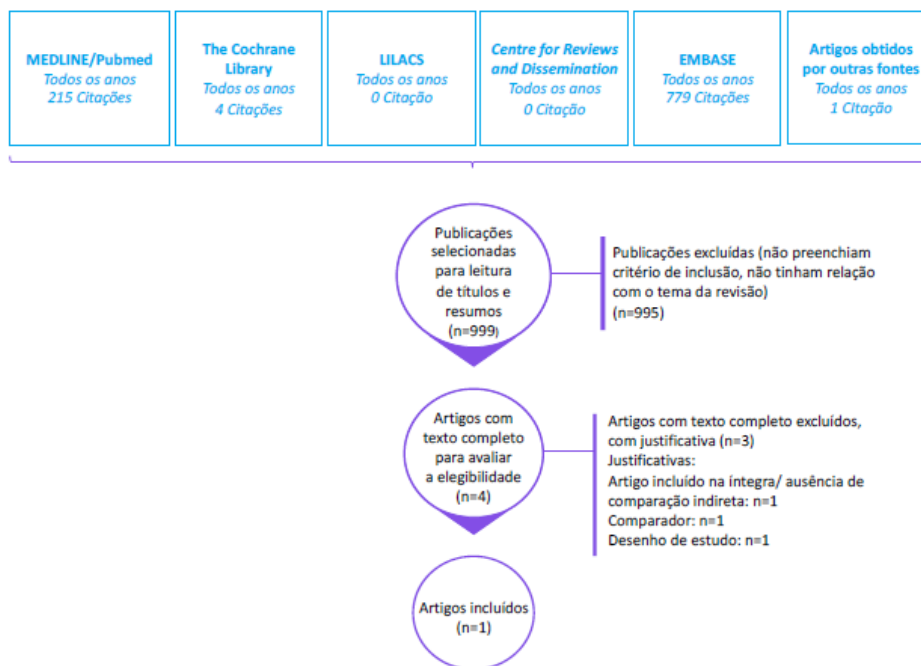 MEDLINE/Pubmed
Todos os anos
215 Citações
The Cochrane
Library
Todos os anos
4 Citações
LILACS
Todos os anos
0 Citação
Centre for Reviews
and Dissemination
Todos os anos
0 Citação
EMBASE
Todos os anos
779 Citações
Artigos obtidos
por outras fontes
Todos os anos
1 Citação
Publicações
selecionadas
para leitura
de títulos e
resumos
(n=999)
Publicações excluídas (não preenchiam
critério de inclusão, não tinham relação
com o tema da revisão)
(n=995)
Artigos com
texto completo
para avaliar
a elegibilidade
(n=4)
Artigos com texto completo excluídos,
com justificativa (n=3)
Justificativas:
Artigo incluído na íntegra/ ausência de
comparação indireta: n=1
Comparador: n=1
Desenho de estudo: n=1
Artigos incluídos
(n=1)